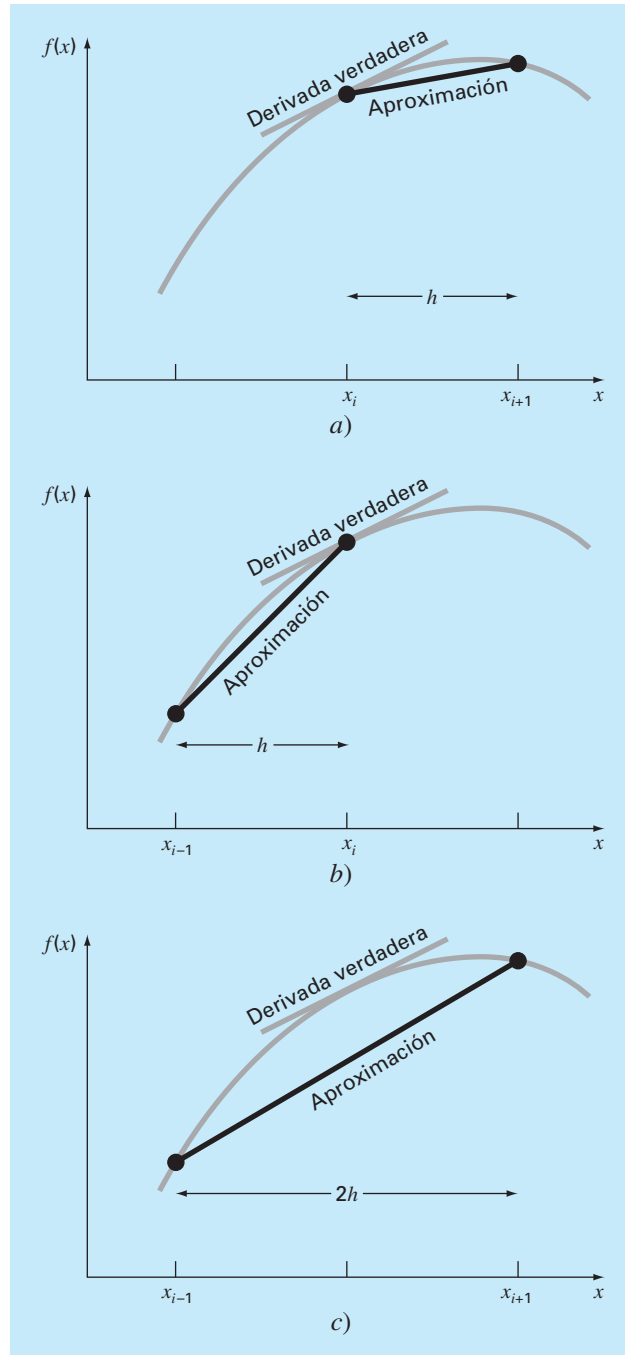 f(x)
Derivada verdadera
Aproximación
h
x_i
x_{i+1}
x
a)
f(x)
Derivada verdadera
Aproximación
h
x_{i–1}
x_i
x
b)
f(x)
Derivada verdadera
Aproximación
2h
x_{i–1}
x_{i+1}
x
c)